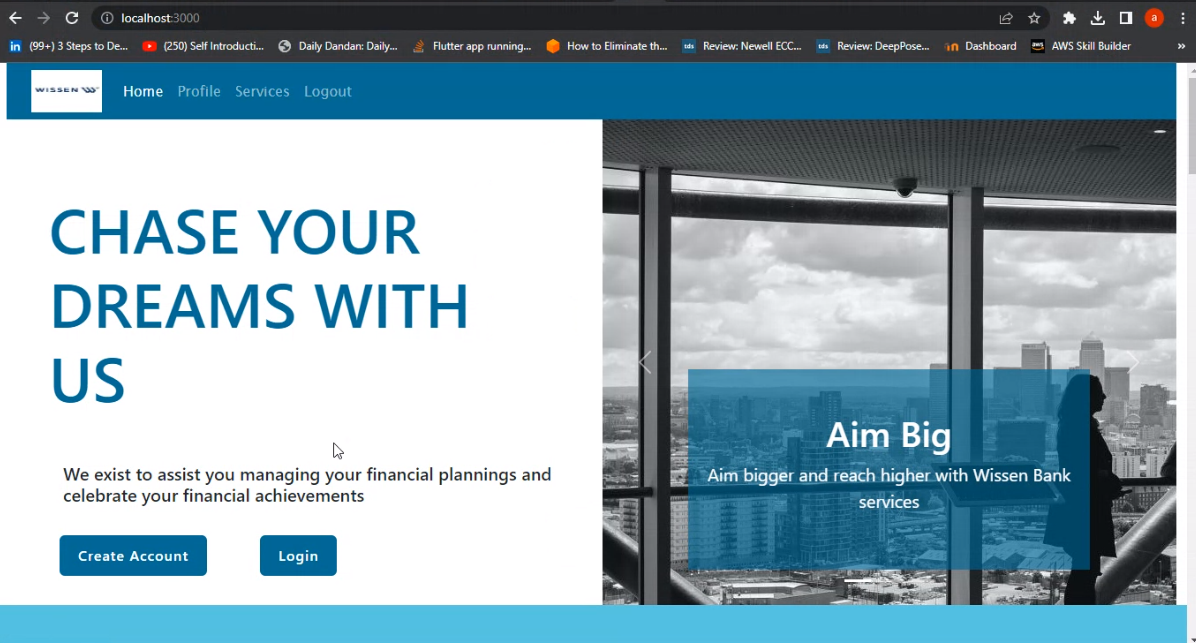 localhost:3000
a
(99+) 3 Steps to De...
(250) Self Introducti...
Daily Dandan: Daily...
Flutter app running...
How to Eliminate th...
tds
Review: Newell ECC...
tds
Review: DeepPose...
Dashboard
aws
AWS Skill Builder
»
WISSEN
Home
Profile
Services
Logout
CHASE YOUR
DREAMS WITH
US
We exist to assist you managing your financial plannings and
celebrate your financial achievements
Create Account
Login
Aim Big
Aim bigger and reach higher with Wissen Bank
services